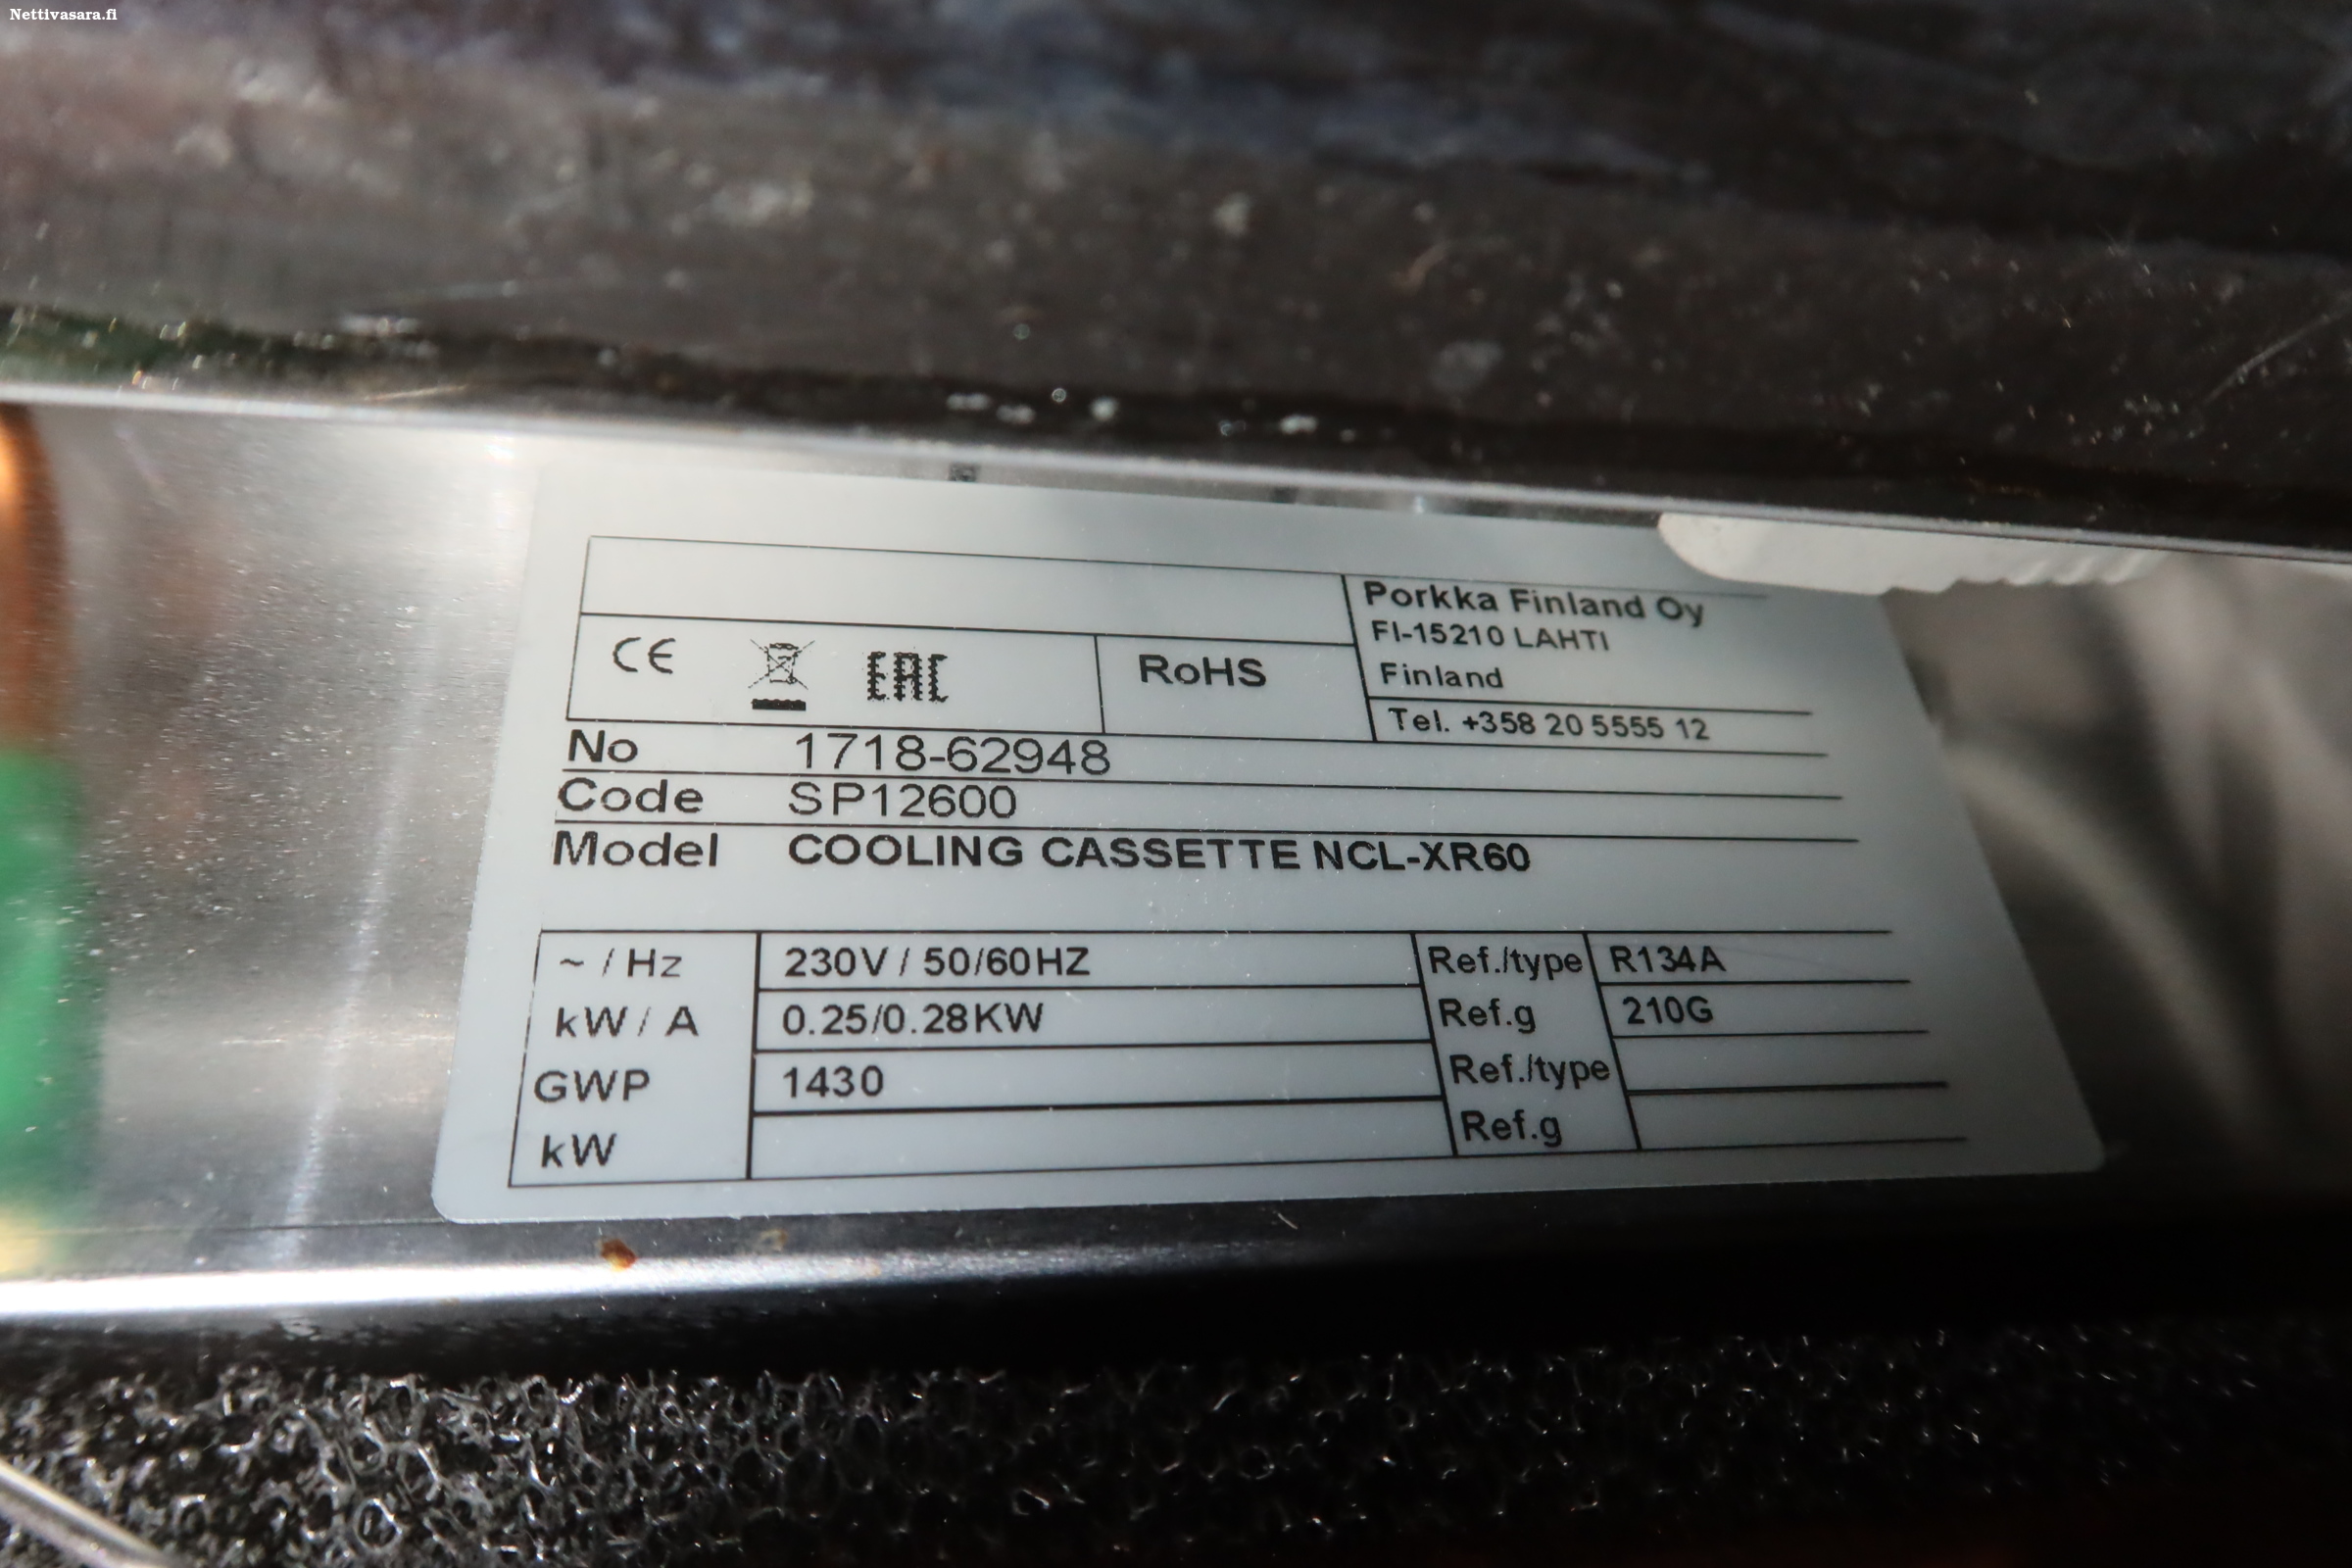 Nettivasara.fi
Porkka Finland Oy
FI-15210 LAHTI
Finland
Tel. +358 20 5555 12
CE EAC RoHS
No 1718-62948
Code SP12600
Model COOLING CASSETTE NCL-XR60
~ / Hz 230V / 50/60HZ Ref./type R134A
kW / A 0.25/0.28KW Ref.g 210G
GWP 1430 Ref./type
kW Ref.g